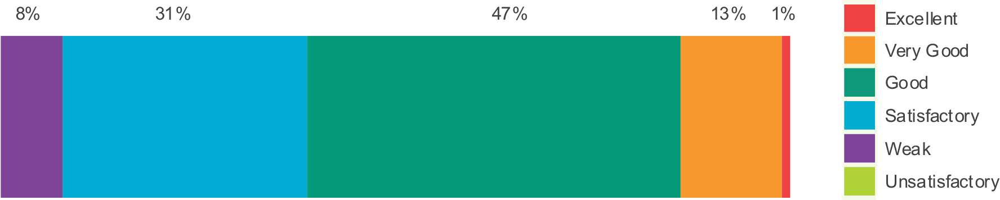 8% 31% 47% 13% 1%
Excellent
Very Good
Good
Satisfactory
Weak
Unsatisfactory